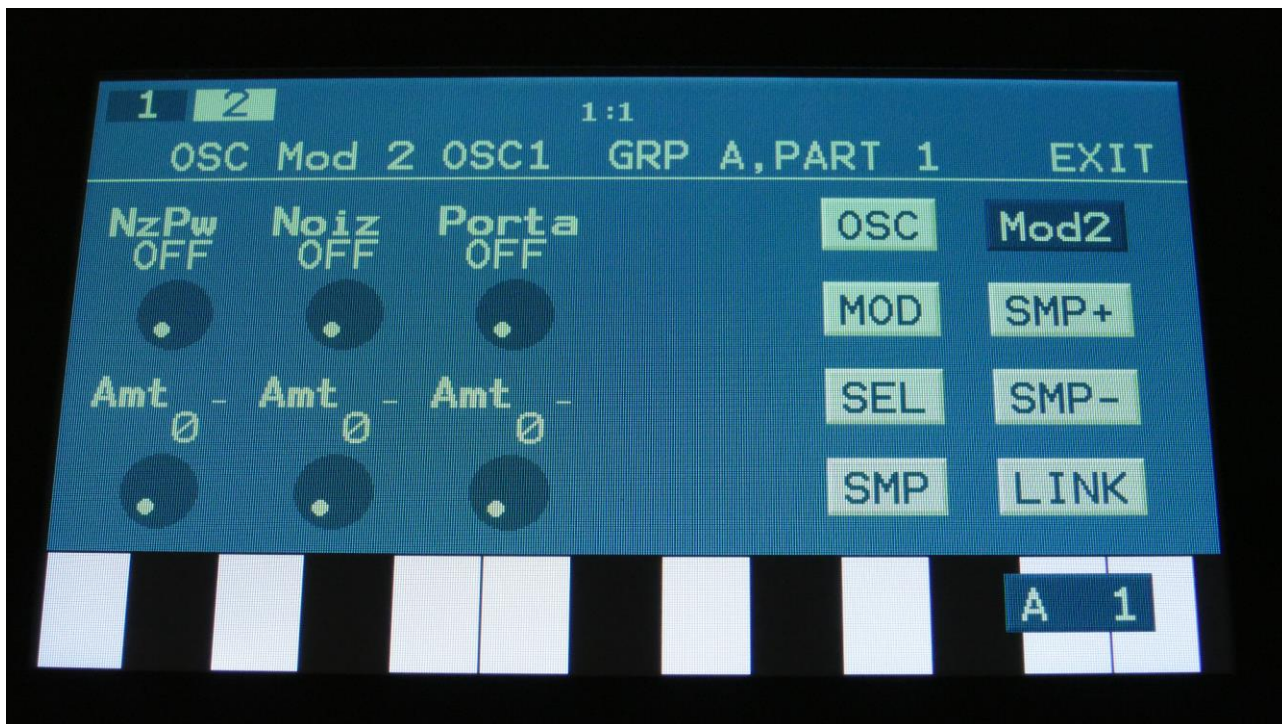 1 2 1:1
OSC Mod 2 OSC1 GRP A,PART 1 EXIT
NzPw Noiz Porta OSC Mod2
OFF OFF OFF
MOD SMP+
Amt - Amt - Amt - SEL SMP-
0 0 0
SMP LINK
A 1